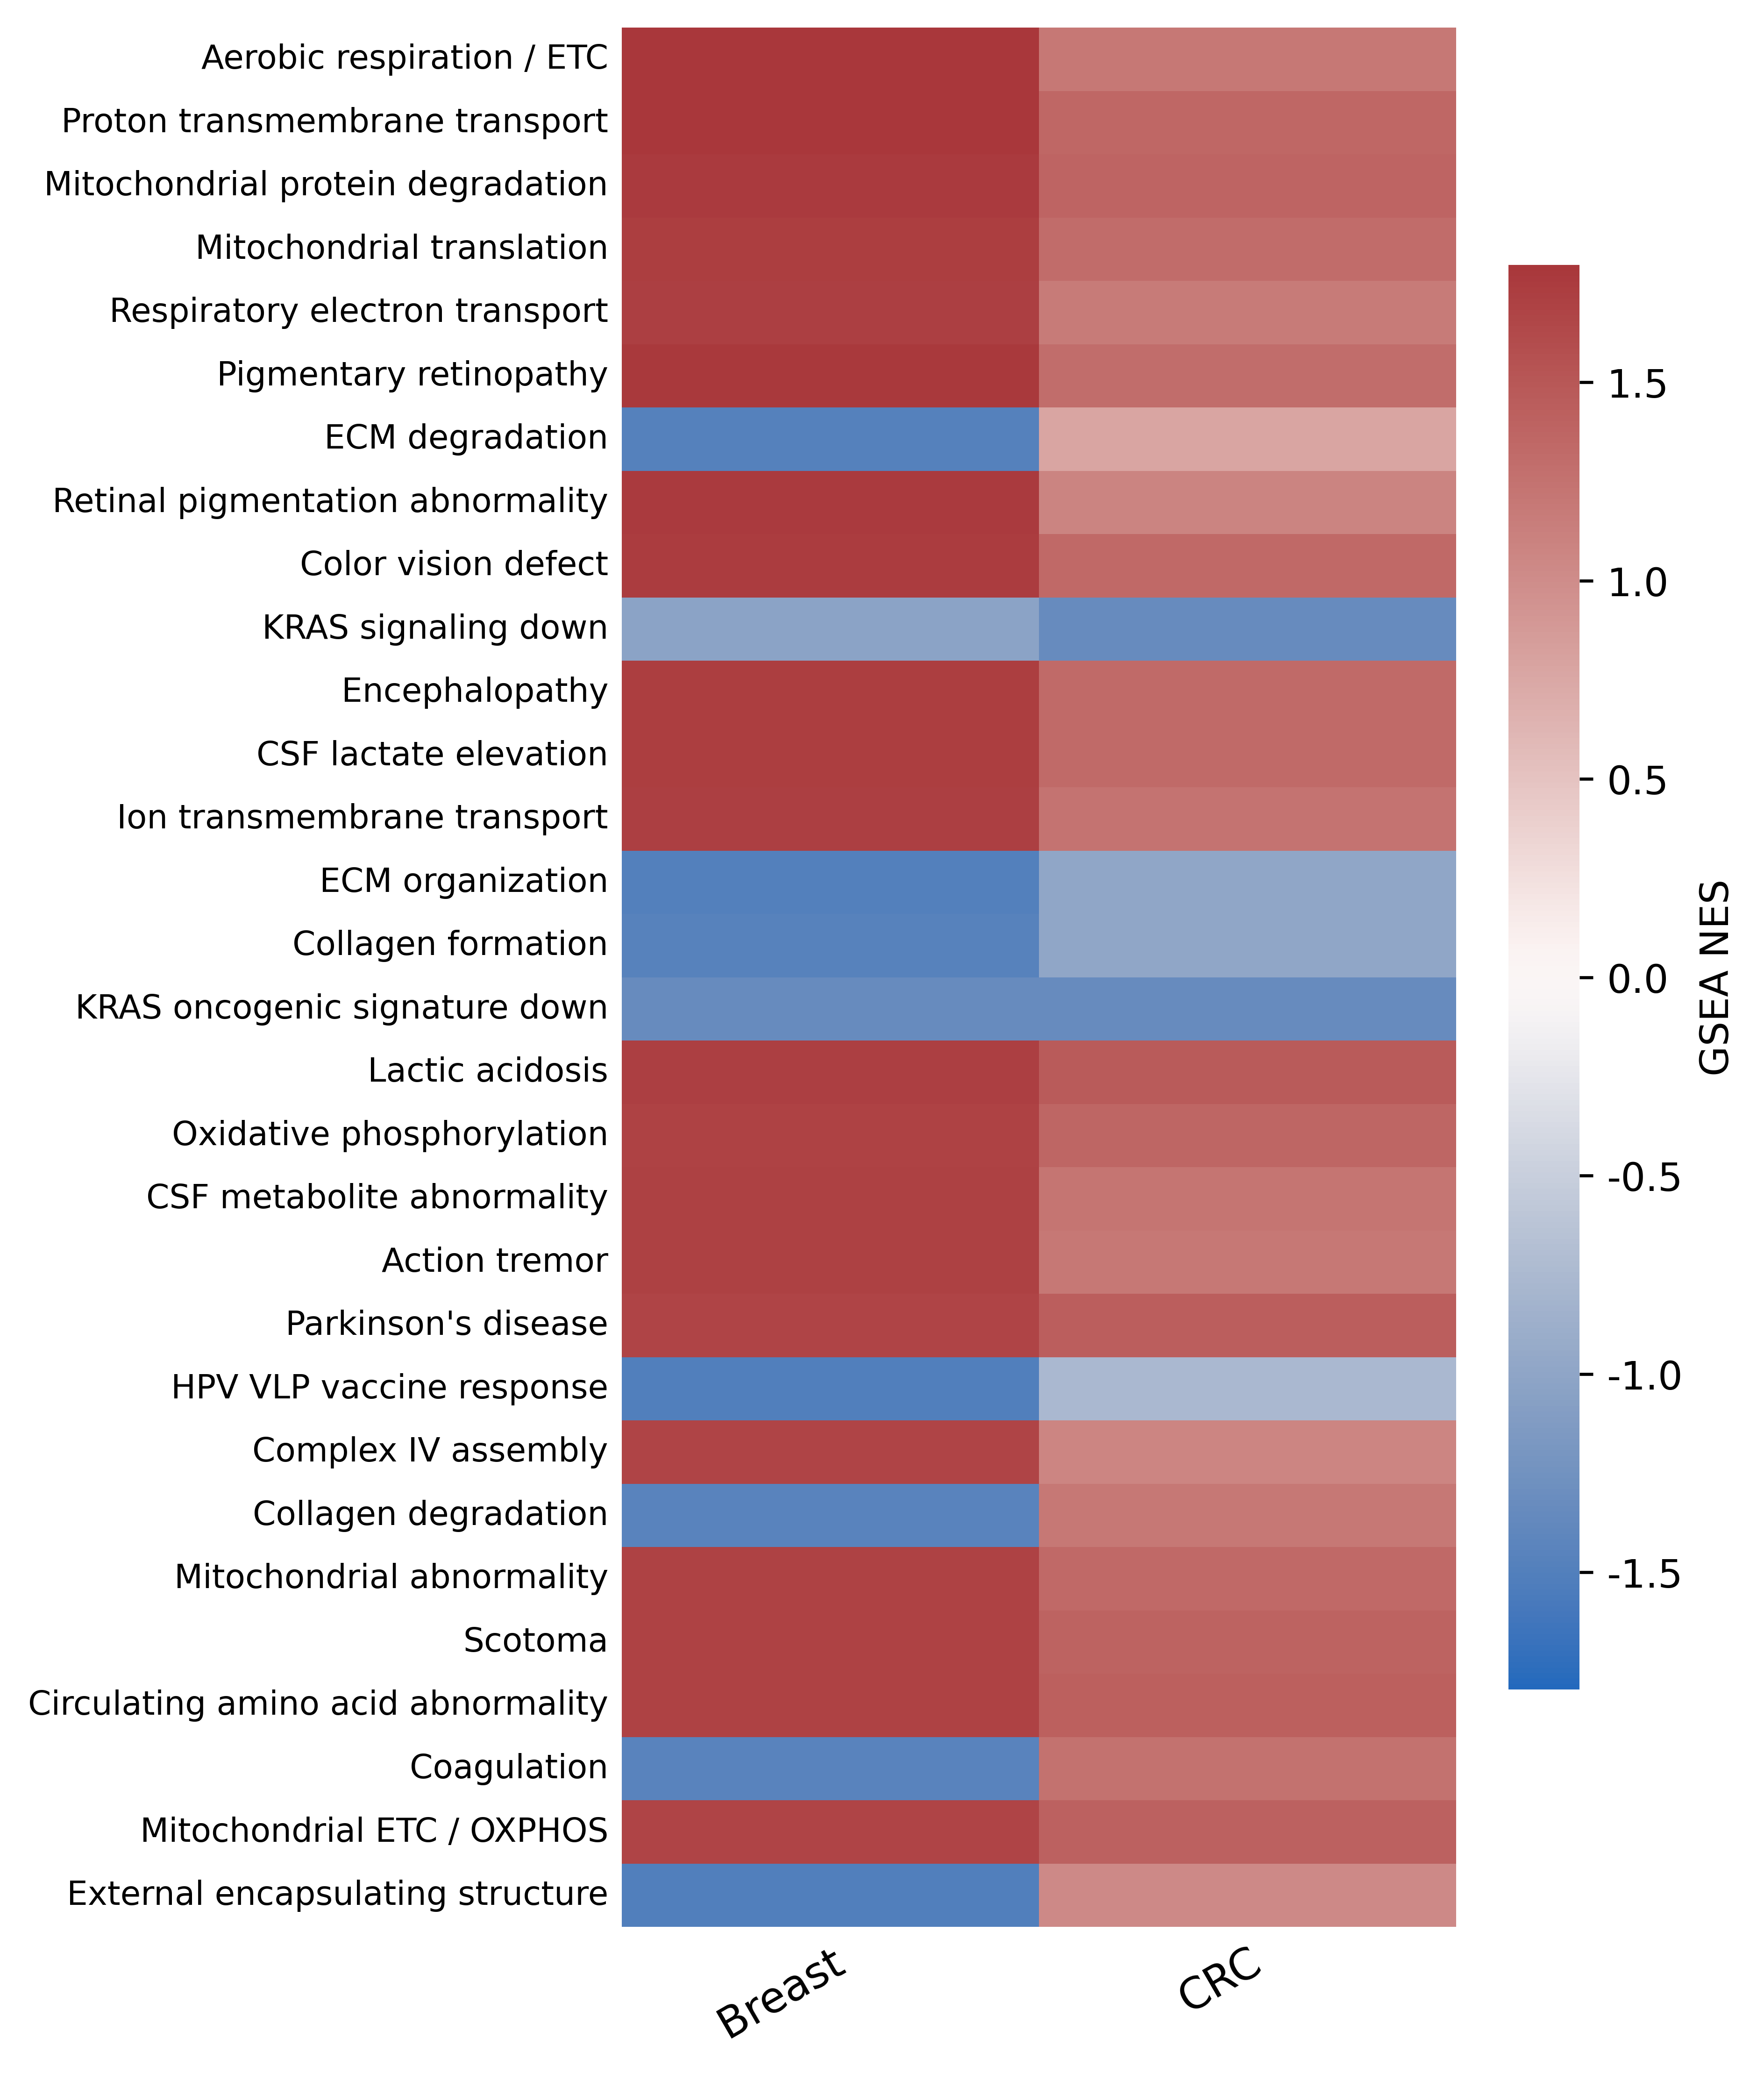 Aerobic respiration / ETC
Proton transmembrane transport
Mitochondrial protein degradation
Mitochondrial translation
Respiratory electron transport
Pigmentary retinopathy
ECM degradation
Retinal pigmentation abnormality
Color vision defect
KRAS signaling down
Encephalopathy
CSF lactate elevation
Ion transmembrane transport
ECM organization
Collagen formation
KRAS oncogenic signature down
Lactic acidosis
Oxidative phosphorylation
CSF metabolite abnormality
Action tremor
Parkinson's disease
HPV VLP vaccine response
Complex IV assembly
Collagen degradation
Mitochondrial abnormality
Scotoma
Circulating amino acid abnormality
Coagulation
Mitochondrial ETC / OXPHOS
External encapsulating structure
Breast
CRC
1.5
1.0
0.5
0.0
-0.5
-1.0
-1.5
GSEA NES